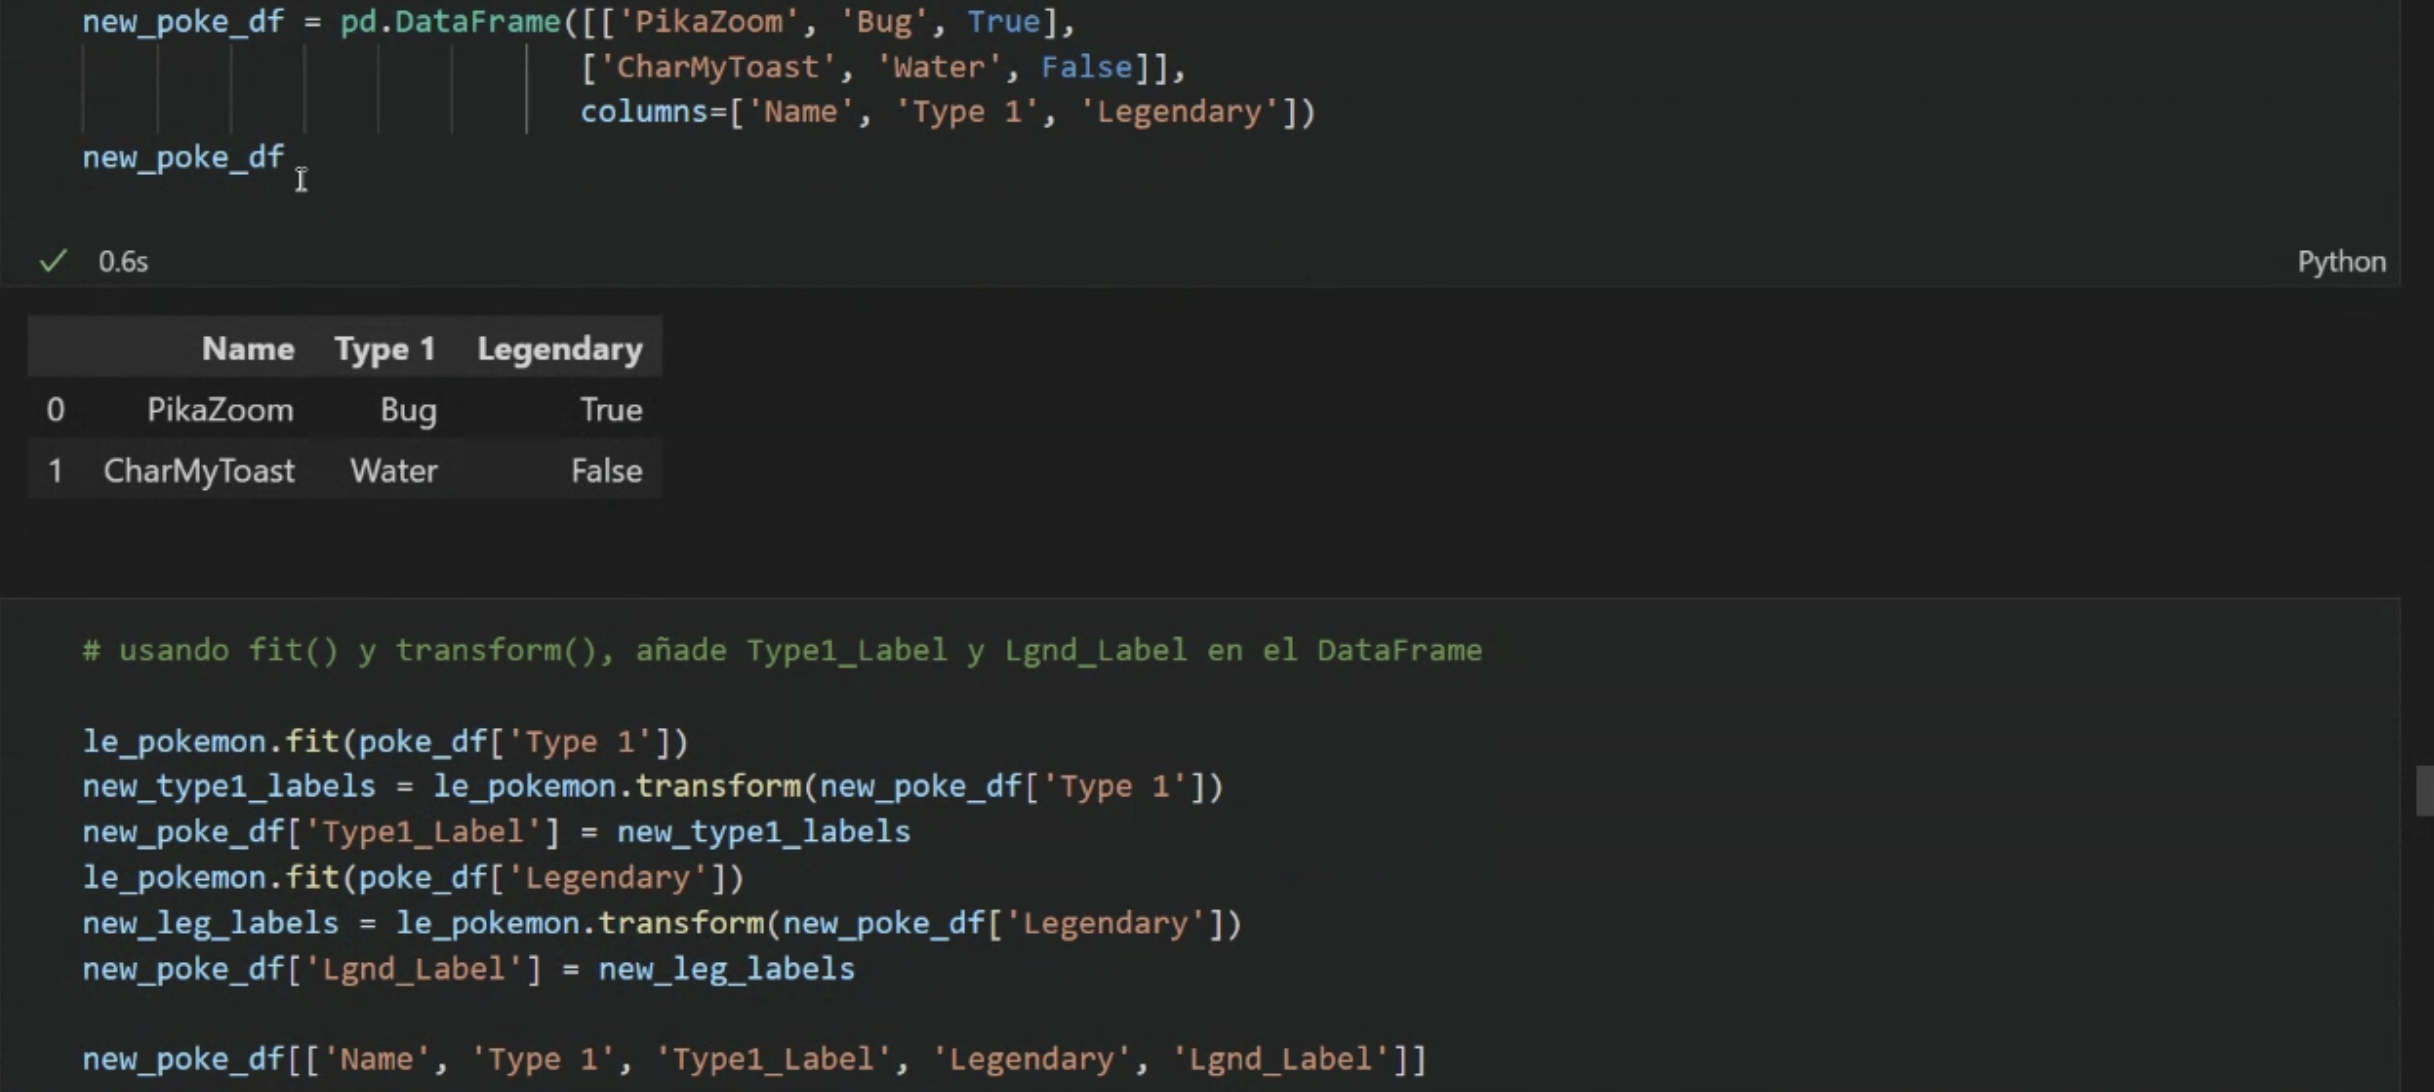 new_poke_df = pd.DataFrame([['PikaZoom', 'Bug', True],
['CharMyToast', 'Water', False]],
columns=['Name', 'Type 1', 'Legendary'])
new_poke_df
0.6s
Python
Name Type 1 Legendary
0 PikaZoom Bug True
1 CharMyToast Water False
# usando fit() y transform(), añade Type1_Label y Lgnd_Label en el DataFrame
le_pokemon.fit(poke_df['Type 1'])
new_type1_labels = le_pokemon.transform(new_poke_df['Type 1'])
new_poke_df['Type1_Label'] = new_type1_labels
le_pokemon.fit(poke_df['Legendary'])
new_leg_labels = le_pokemon.transform(new_poke_df['Legendary'])
new_poke_df['Lgnd_Label'] = new_leg_labels
new_poke_df[['Name', 'Type 1', 'Type1_Label', 'Legendary', 'Lgnd_Label']]